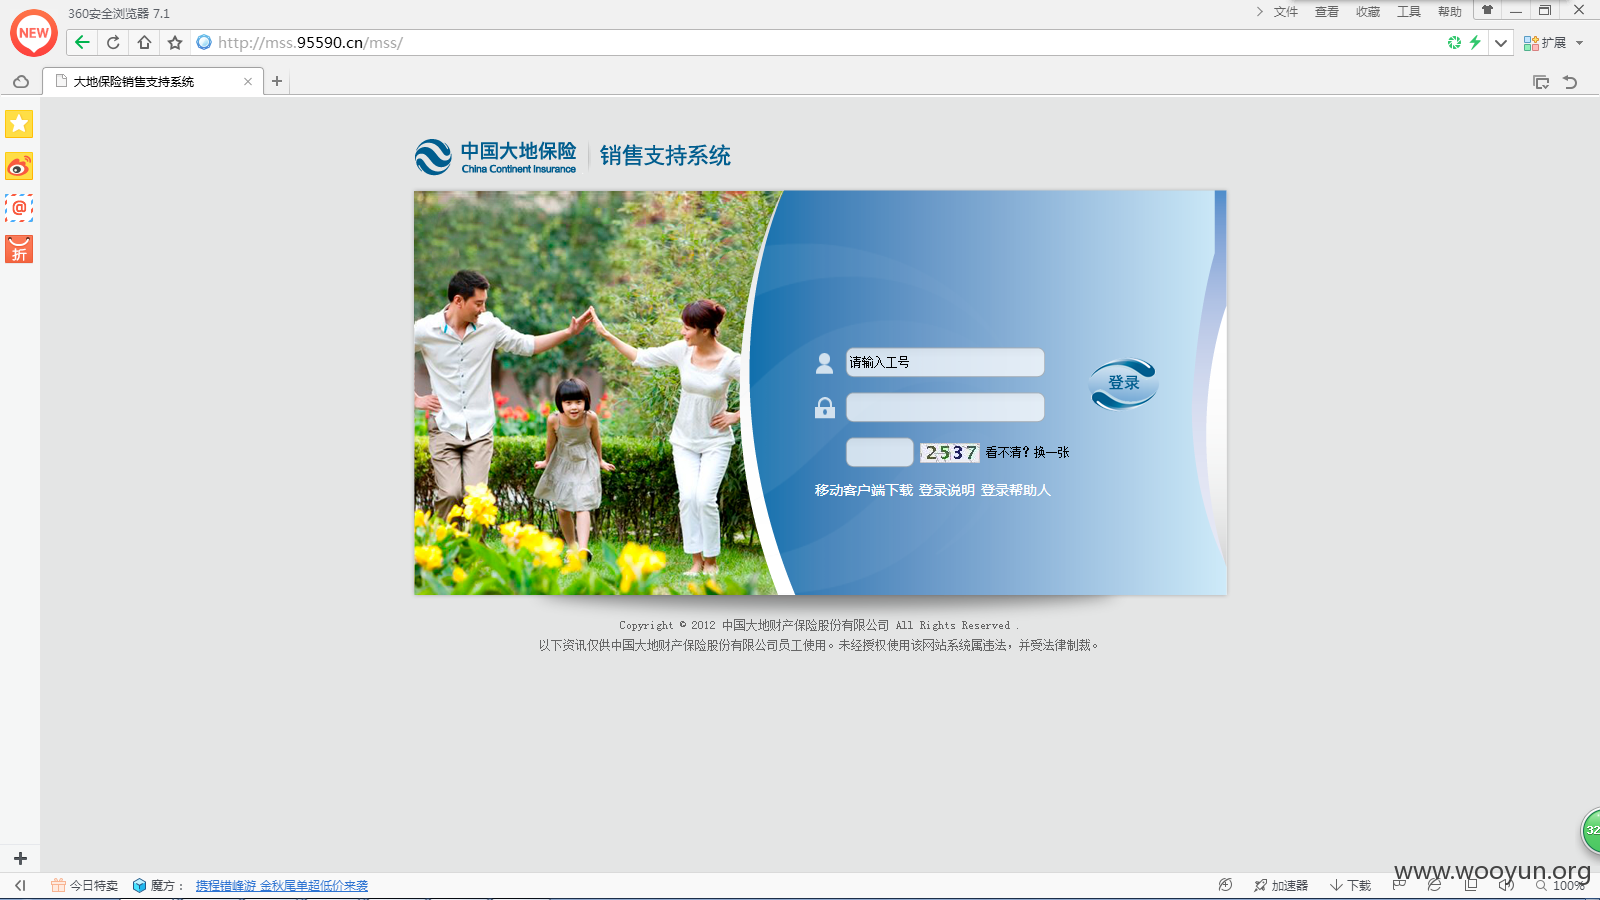 360安全浏览器 7.1
文件 查看 收藏 工具 帮助
NEW
http://mss.95590.cn/mss/
扩展
大地保险销售支持系统
@
折
中国大地保险 销售支持系统
China Continent Insurance
请输入工号
登录
2537 看不清？换一张
移动客户端下载 登录说明 登录帮助人
Copyright © 2012 中国大地财产保险股份有限公司 All Rights Reserved .
以下资讯仅供中国大地财产保险股份有限公司员工使用。未经授权使用该网站系统属违法，并受法律制裁。
32
www.wooyun.org
今日特卖 魔方： 携程错峰游 金秋尾单超低价来袭
加速器 下载 100%